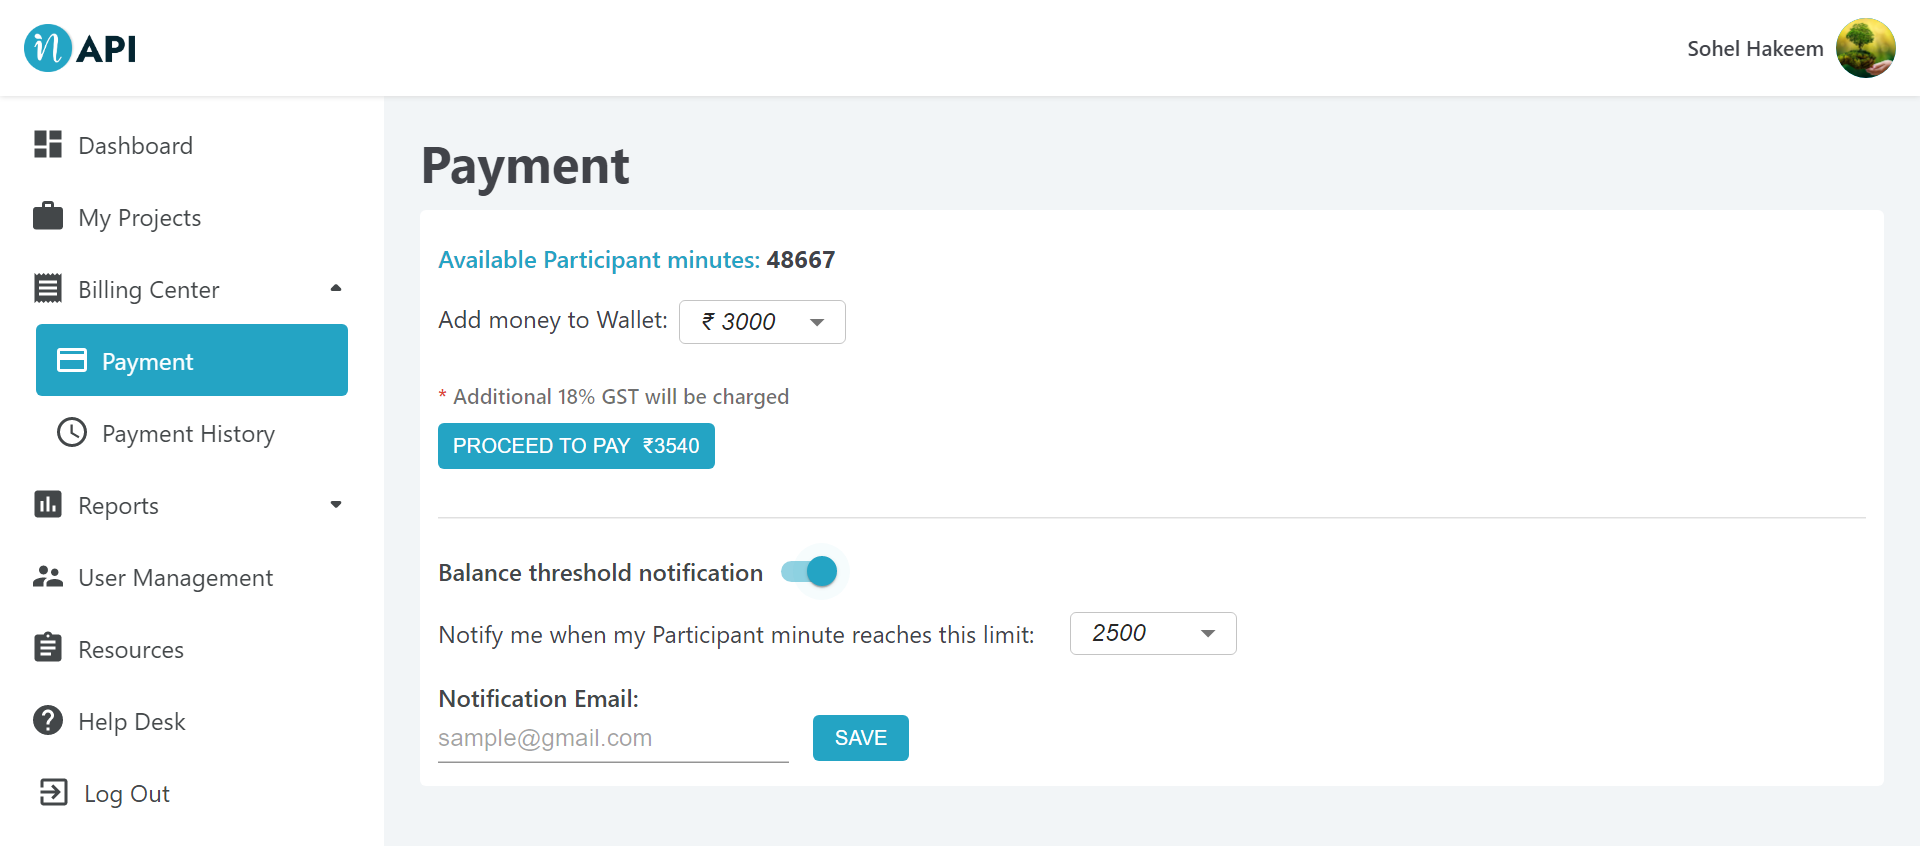 n API
Sohel Hakeem
Dashboard
My Projects
Billing Center
Payment
Payment History
Reports
User Management
Resources
Help Desk
Log Out
Payment
Available Participant minutes: 48667
Add money to Wallet: ₹ 3000
* Additional 18% GST will be charged
PROCEED TO PAY ₹3540
Balance threshold notification
Notify me when my Participant minute reaches this limit: 2500
Notification Email:
sample@gmail.com
SAVE